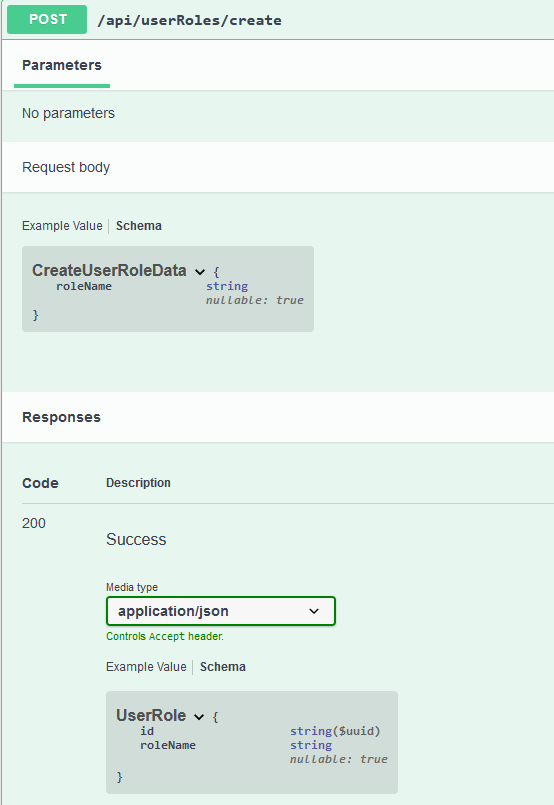 POST /api/userRoles/create
Parameters
No parameters
Request body
Example Value Schema
CreateUserRoleData {
roleName string
nullable: true
}
Responses
Code Description
200
Success
Media type
application/json
Controls Accept header.
Example Value Schema
UserRole {
id string($uuid)
roleName string
nullable: true
}